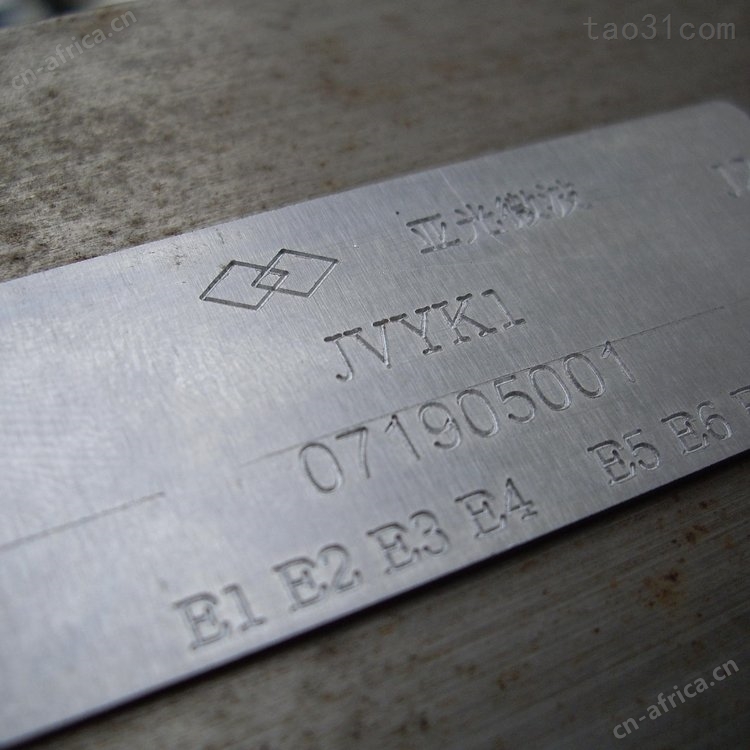 cn-africa.cn
tao31com
亚光
JVYK1
071905001
E1 E2 E3 E4 E5 E6
cn-africa.cn